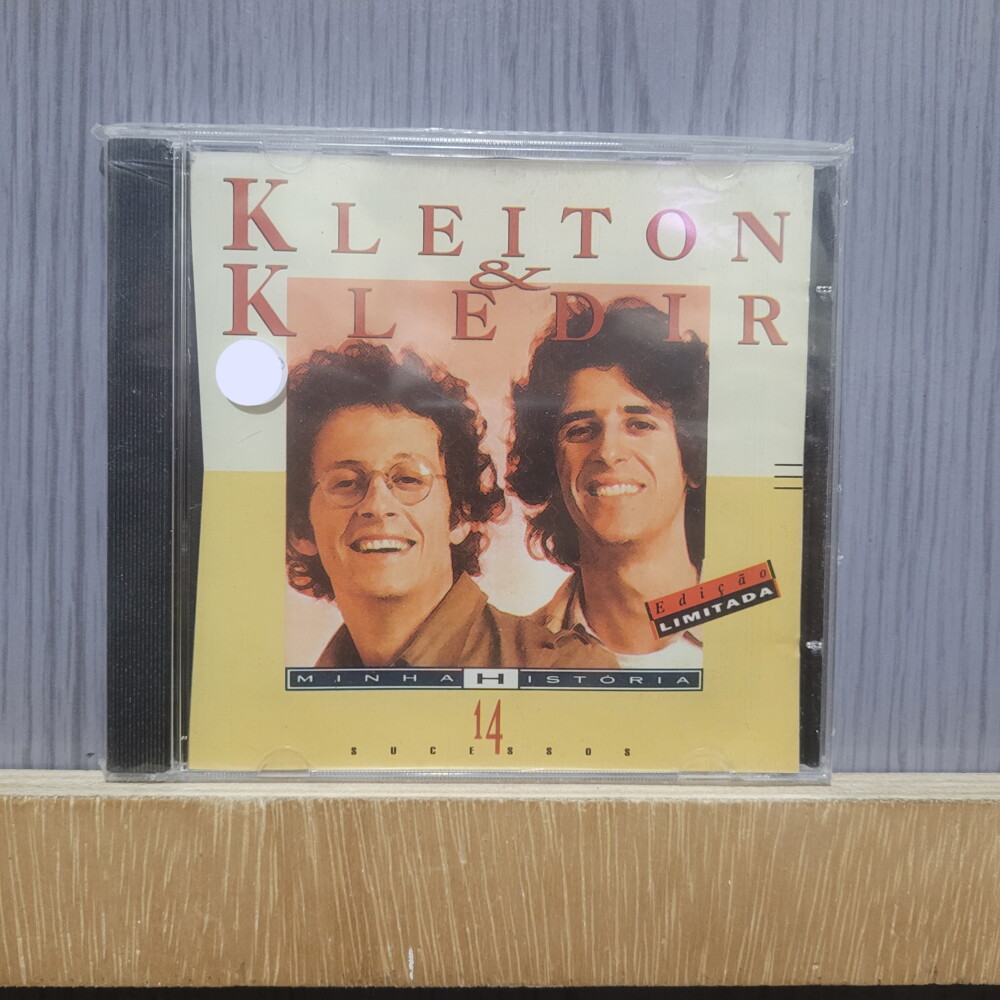 KLEITON
&
KLEDIR
Edição
LIMITADA
MINHA HISTÓRIA
14
SUCESSOS